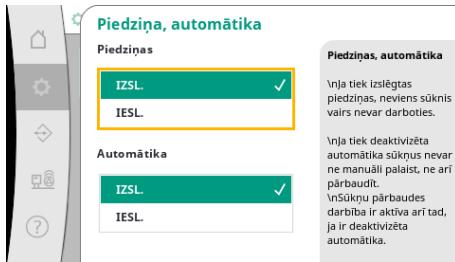 Piedziņa, automātika
Piedziņas
IZSL.
IESL.
Automātika
IZSL.
IESL.
Piedziņas, automātika
\nJa tiek izslēgtas
piedziņas, neviens sūknis
vairs nevar darboties.
\nJa tiek deaktivizēta
automātika sūkņus nevar
ne manuāli palaist, ne arī
pārbaudīt.
\nSūkņu pārbaudes
darbība ir aktīva arī tad,
ja ir deaktivizēta
automātika.
?